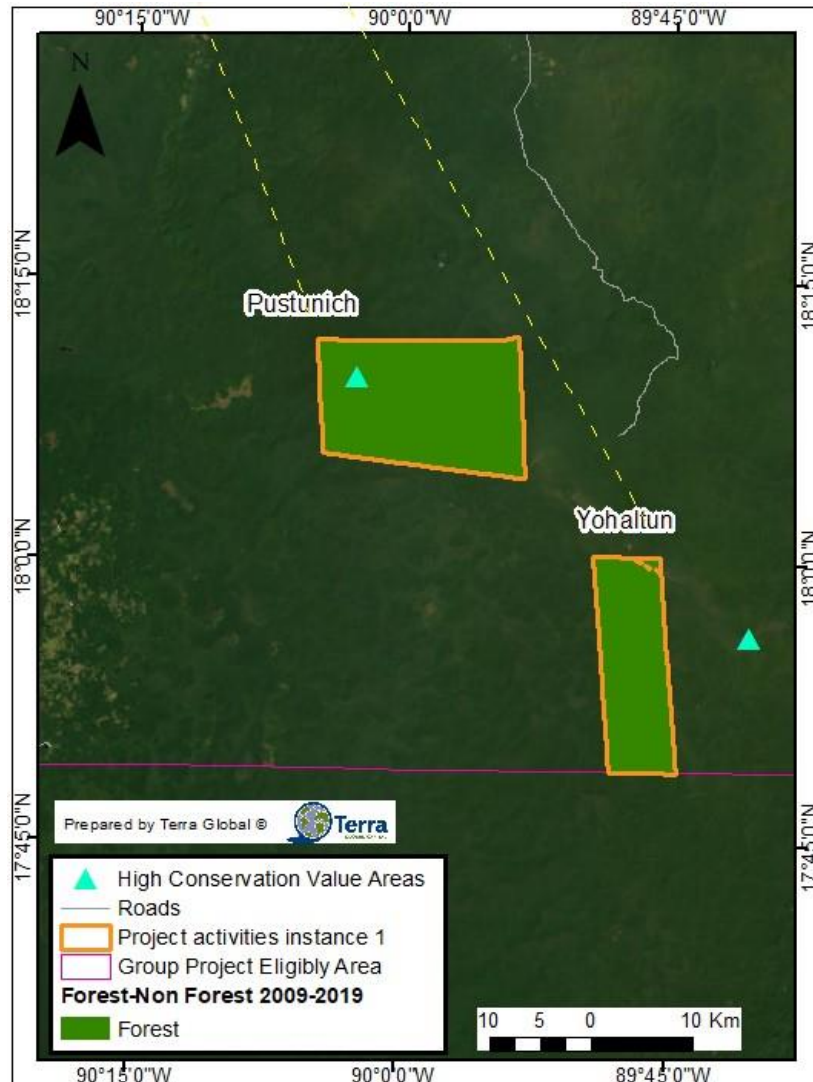 90°15'0"W 90°0'0"W 89°45'0"W
N
18°15'0"N 18°15'0"N
Pustunich
Yohaltun
18°0'0"N 18°0'0"N
17°45'0"N 17°45'0"N
Prepared by Terra Global © Terra
High Conservation Value Areas
Roads
Project activities instance 1
Group Project Eligibly Area
Forest-Non Forest 2009-2019
Forest
10 5 0 10 Km
90°15'0"W 90°0'0"W 89°45'0"W